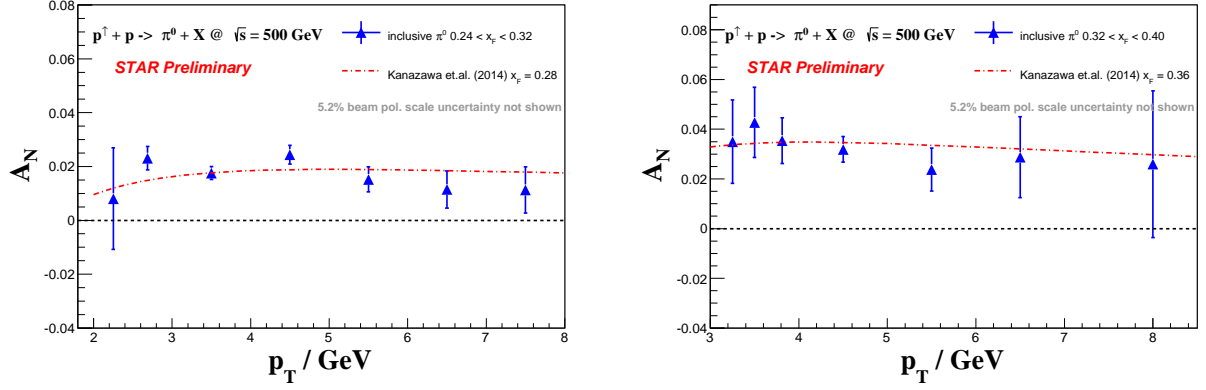 0.08
0.06
0.04
0.02
0
-0.02
-0.04
A_N
p↑ + p -> π⁰ + X @ √s = 500 GeV
STAR Preliminary
inclusive π⁰ 0.24 < x_F < 0.32
Kanazawa et.al. (2014) x_F = 0.28
5.2% beam pol. scale uncertainty not shown
2 3 4 5 6 7 8
p_T / GeV
0.08
0.06
0.04
0.02
0
-0.02
-0.04
A_N
p↑ + p -> π⁰ + X @ √s = 500 GeV
STAR Preliminary
inclusive π⁰ 0.32 < x_F < 0.40
Kanazawa et.al. (2014) x_F = 0.36
5.2% beam pol. scale uncertainty not shown
3 4 5 6 7 8
p_T / GeV